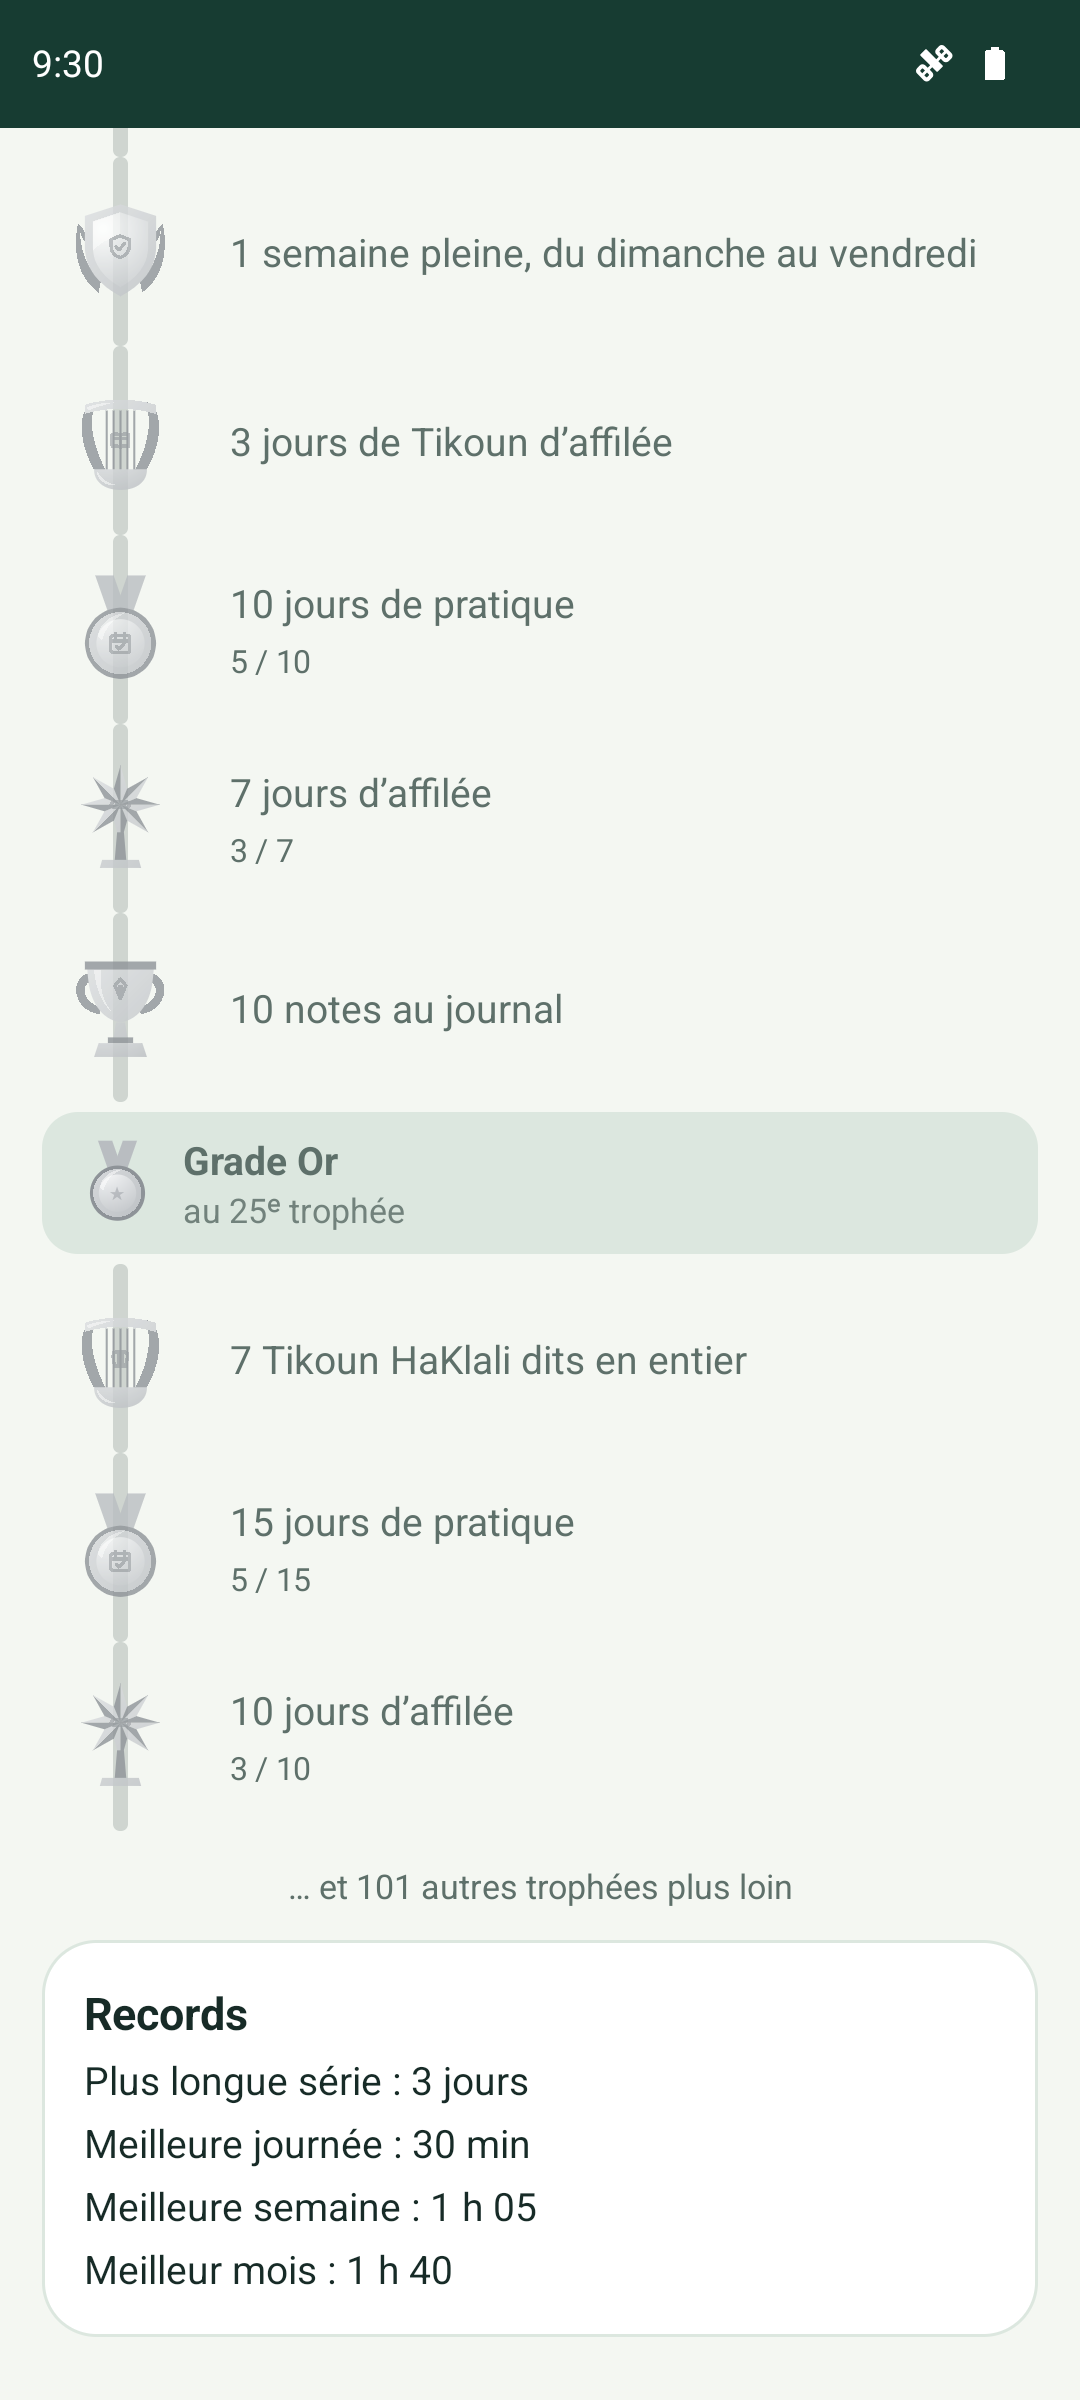 9:30
1 semaine pleine, du dimanche au vendredi
3 jours de Tikoun d’affilée
10 jours de pratique
5 / 10
7 jours d’affilée
3 / 7
10 notes au journal
Grade Or
au 25ᵉ trophée
7 Tikoun HaKlali dits en entier
15 jours de pratique
5 / 15
10 jours d’affilée
3 / 10
… et 101 autres trophées plus loin
Records
Plus longue série : 3 jours
Meilleure journée : 30 min
Meilleure semaine : 1 h 05
Meilleur mois : 1 h 40